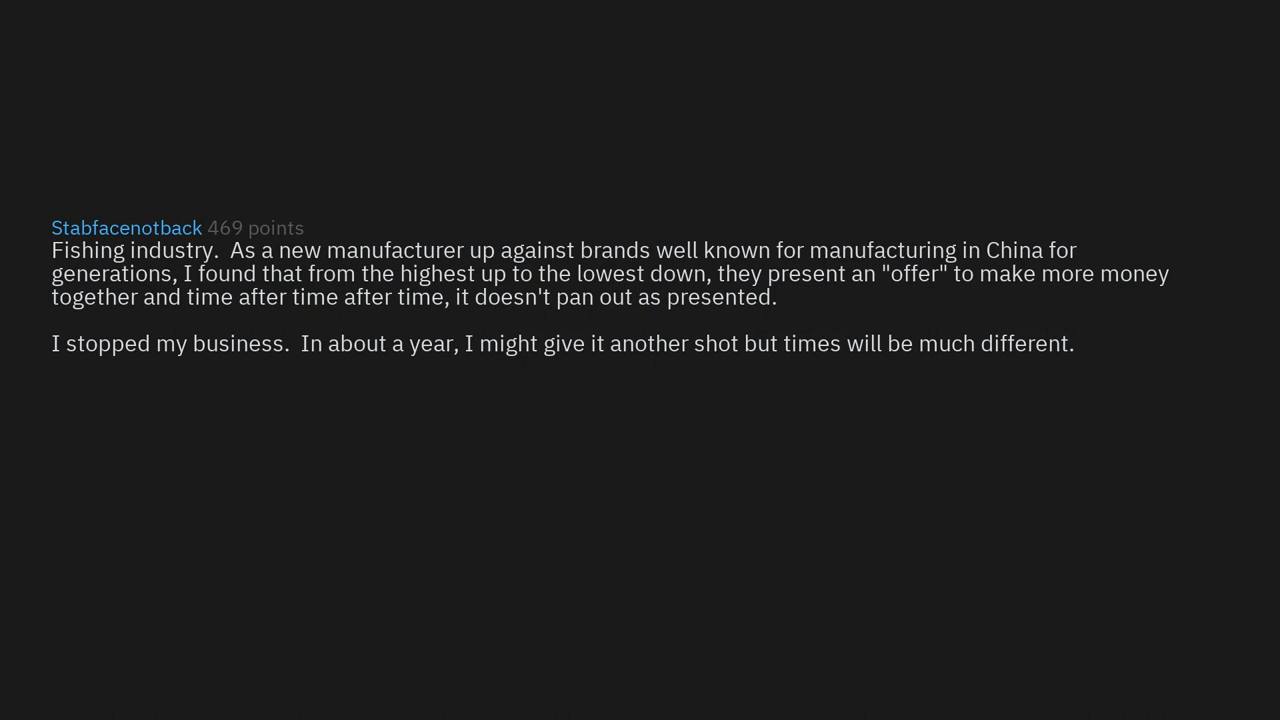 Stabfacenotback 469 points
Fishing industry.  As a new manufacturer up against brands well known for manufacturing in China for
generations, I found that from the highest up to the lowest down, they present an "offer" to make more money
together and time after time after time, it doesn't pan out as presented.
I stopped my business.  In about a year, I might give it another shot but times will be much different.